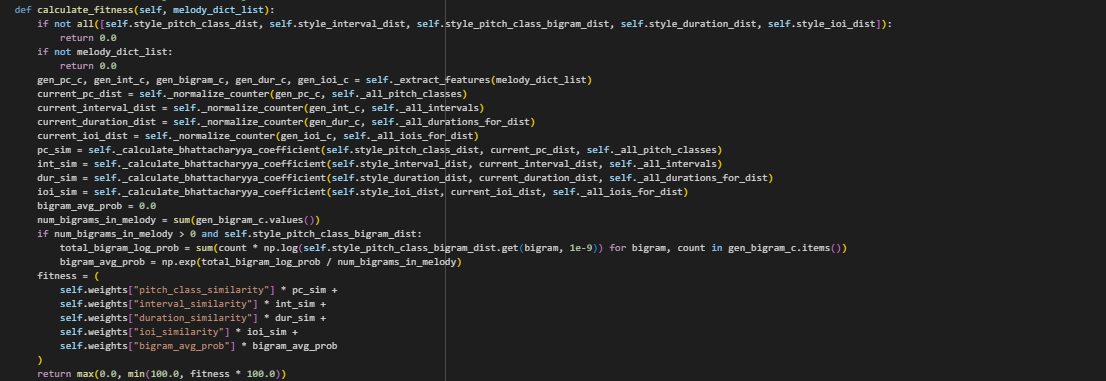 def calculate_fitness(self, melody_dict_list):
    if not all([self.style_pitch_class_dist, self.style_interval_dist, self.style_pitch_class_bigram_dist, self.style_duration_dist, self.style_ioi_dist]):
        return 0.0
    if not melody_dict_list:
        return 0.0
    gen_pc_c, gen_int_c, gen_bigram_c, gen_dur_c, gen_ioi_c = self._extract_features(melody_dict_list)
    current_pc_dist = self._normalize_counter(gen_pc_c, self._all_pitch_classes)
    current_interval_dist = self._normalize_counter(gen_int_c, self._all_intervals)
    current_duration_dist = self._normalize_counter(gen_dur_c, self._all_durations_for_dist)
    current_ioi_dist = self._normalize_counter(gen_ioi_c, self._all_iois_for_dist)
    pc_sim = self._calculate_bhattacharyya_coefficient(self.style_pitch_class_dist, current_pc_dist, self._all_pitch_classes)
    int_sim = self._calculate_bhattacharyya_coefficient(self.style_interval_dist, current_interval_dist, self._all_intervals)
    dur_sim = self._calculate_bhattacharyya_coefficient(self.style_duration_dist, current_duration_dist, self._all_durations_for_dist)
    ioi_sim = self._calculate_bhattacharyya_coefficient(self.style_ioi_dist, current_ioi_dist, self._all_iois_for_dist)
    bigram_avg_prob = 0.0
    num_bigrams_in_melody = sum(gen_bigram_c.values())
    if num_bigrams_in_melody > 0 and self.style_pitch_class_bigram_dist:
        total_bigram_log_prob = sum(count * np.log(self.style_pitch_class_bigram_dist.get(bigram, 1e-9)) for bigram, count in gen_bigram_c.items())
        bigram_avg_prob = np.exp(total_bigram_log_prob / num_bigrams_in_melody)
    fitness = (
        self.weights["pitch_class_similarity"] * pc_sim +
        self.weights["interval_similarity"] * int_sim +
        self.weights["duration_similarity"] * dur_sim +
        self.weights["ioi_similarity"] * ioi_sim +
        self.weights["bigram_avg_prob"] * bigram_avg_prob
    )
    return max(0.0, min(100.0, fitness * 100.0))